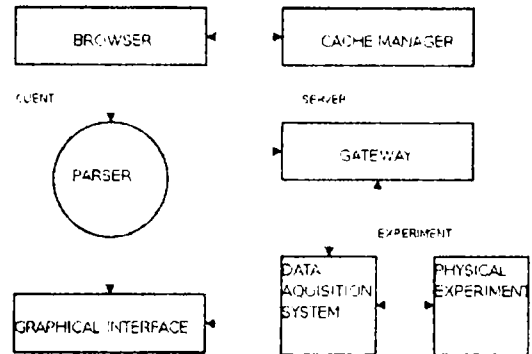 BROWSER
CACHE MANAGER
CLIENT
SERVER
PARSER
GATEWAY
EXPERIMENT
DATA
AQUISITION
SYSTEM
PHYSICAL
EXPERIMENT
GRAPHICAL INTERFACE